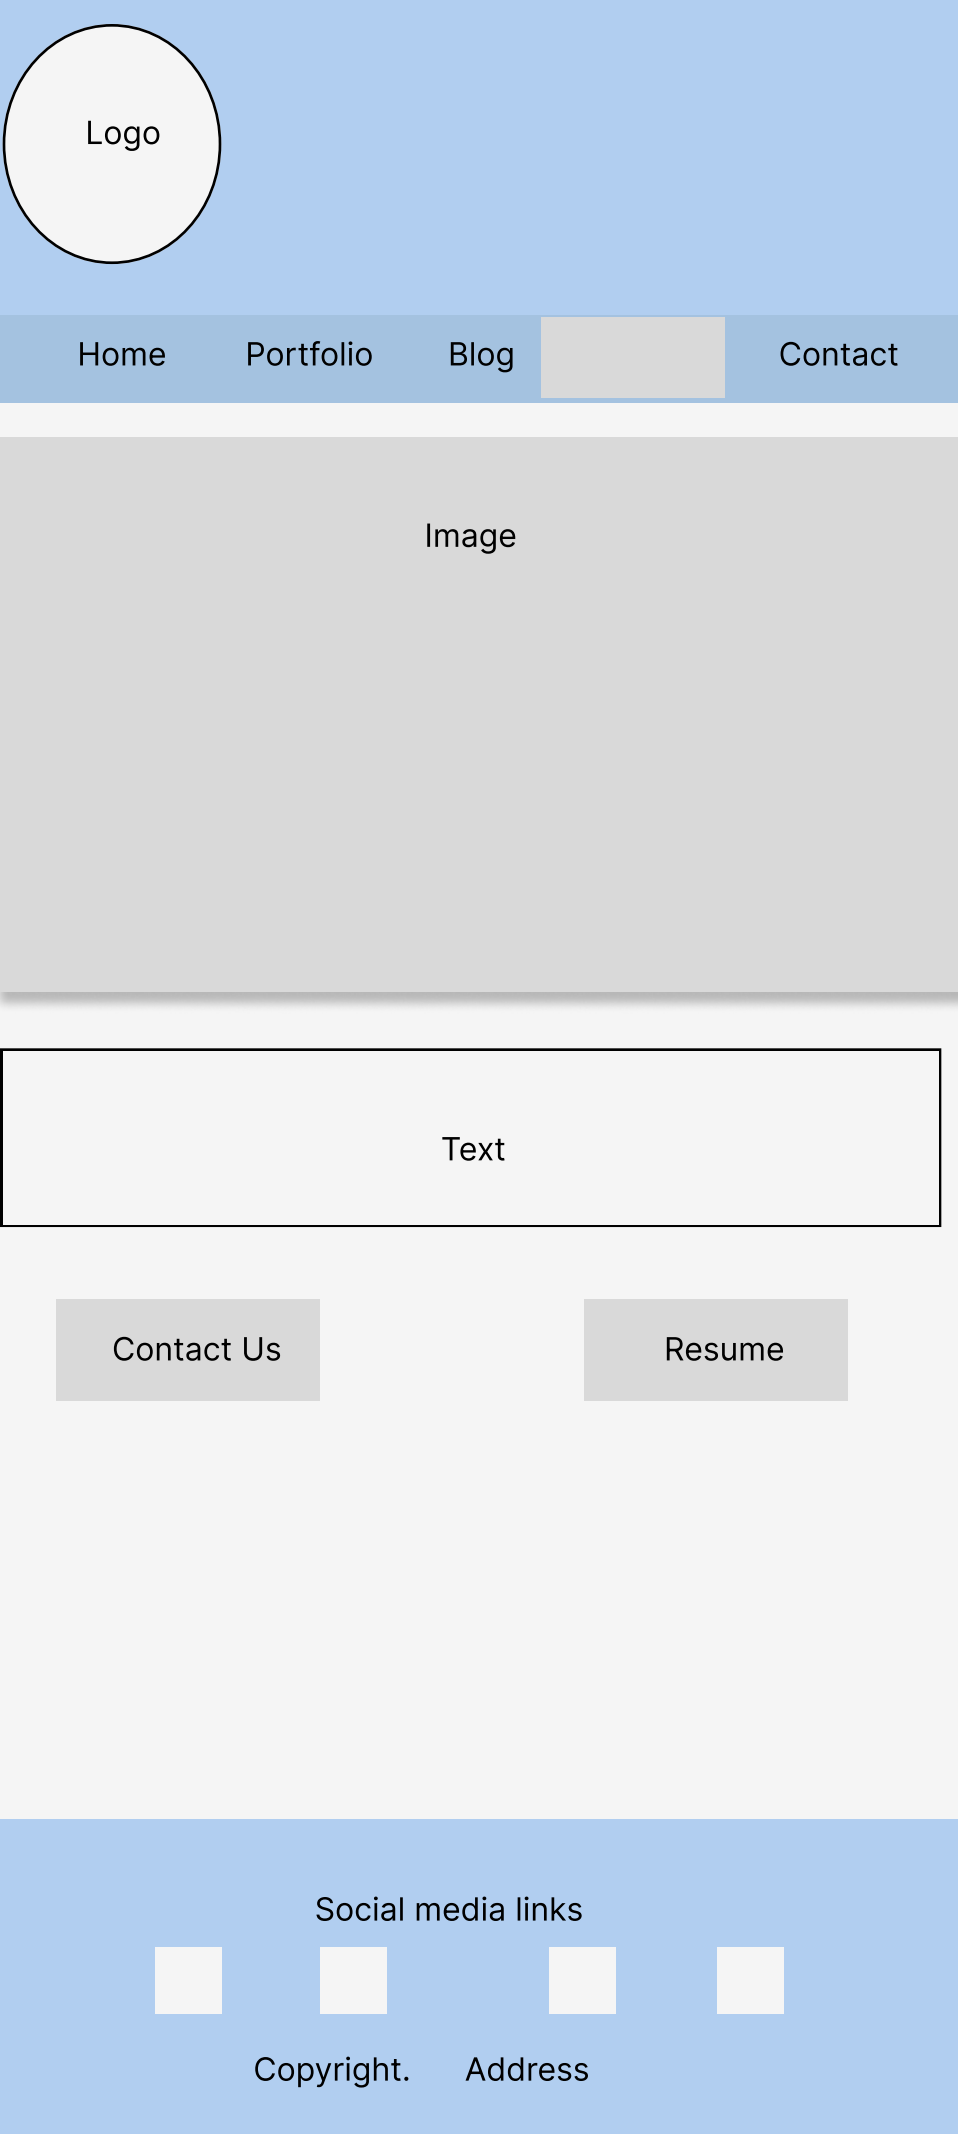 Logo
Home Portfolio Blog Contact
Image
Text
Contact Us Resume
Social media links
Copyright. Address